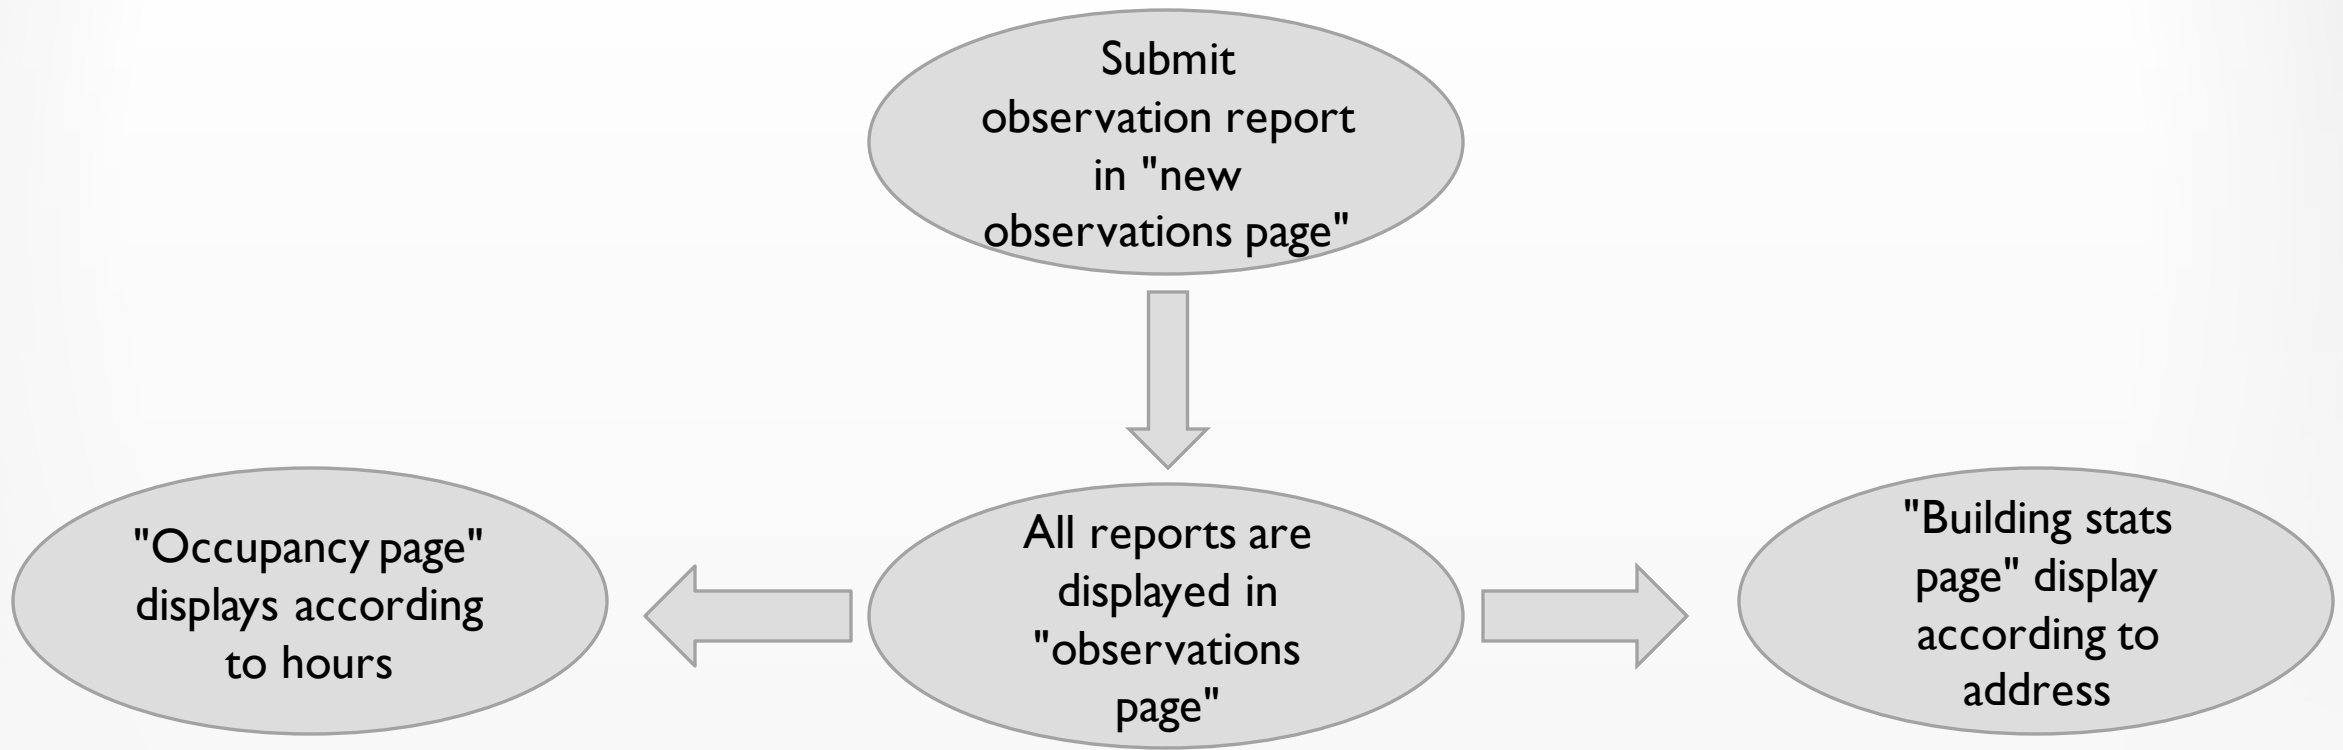 Submit
observation report
in "new
observations page"
"Occupancy page"
displays according
to hours
All reports are
displayed in
"observations
page"
"Building stats
page" display
according to
address